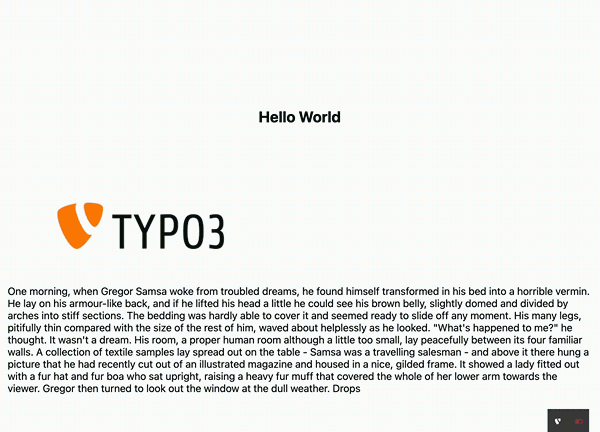 Hello World
TYPO3
One morning, when Gregor Samsa woke from troubled dreams, he found himself transformed in his bed into a horrible vermin.
He lay on his armour-like back, and if he lifted his head a little he could see his brown belly, slightly domed and divided by
arches into stiff sections. The bedding was hardly able to cover it and seemed ready to slide off any moment. His many legs,
pitifully thin compared with the size of the rest of him, waved about helplessly as he looked. "What's happened to me?" he
thought. It wasn't a dream. His room, a proper human room although a little too small, lay peacefully between its four familiar
walls. A collection of textile samples lay spread out on the table - Samsa was a travelling salesman - and above it there hung a
picture that he had recently cut out of an illustrated magazine and housed in a nice, gilded frame. It showed a lady fitted out
with a fur hat and fur boa who sat upright, raising a heavy fur muff that covered the whole of her lower arm towards the
viewer. Gregor then turned to look out the window at the dull weather. Drops